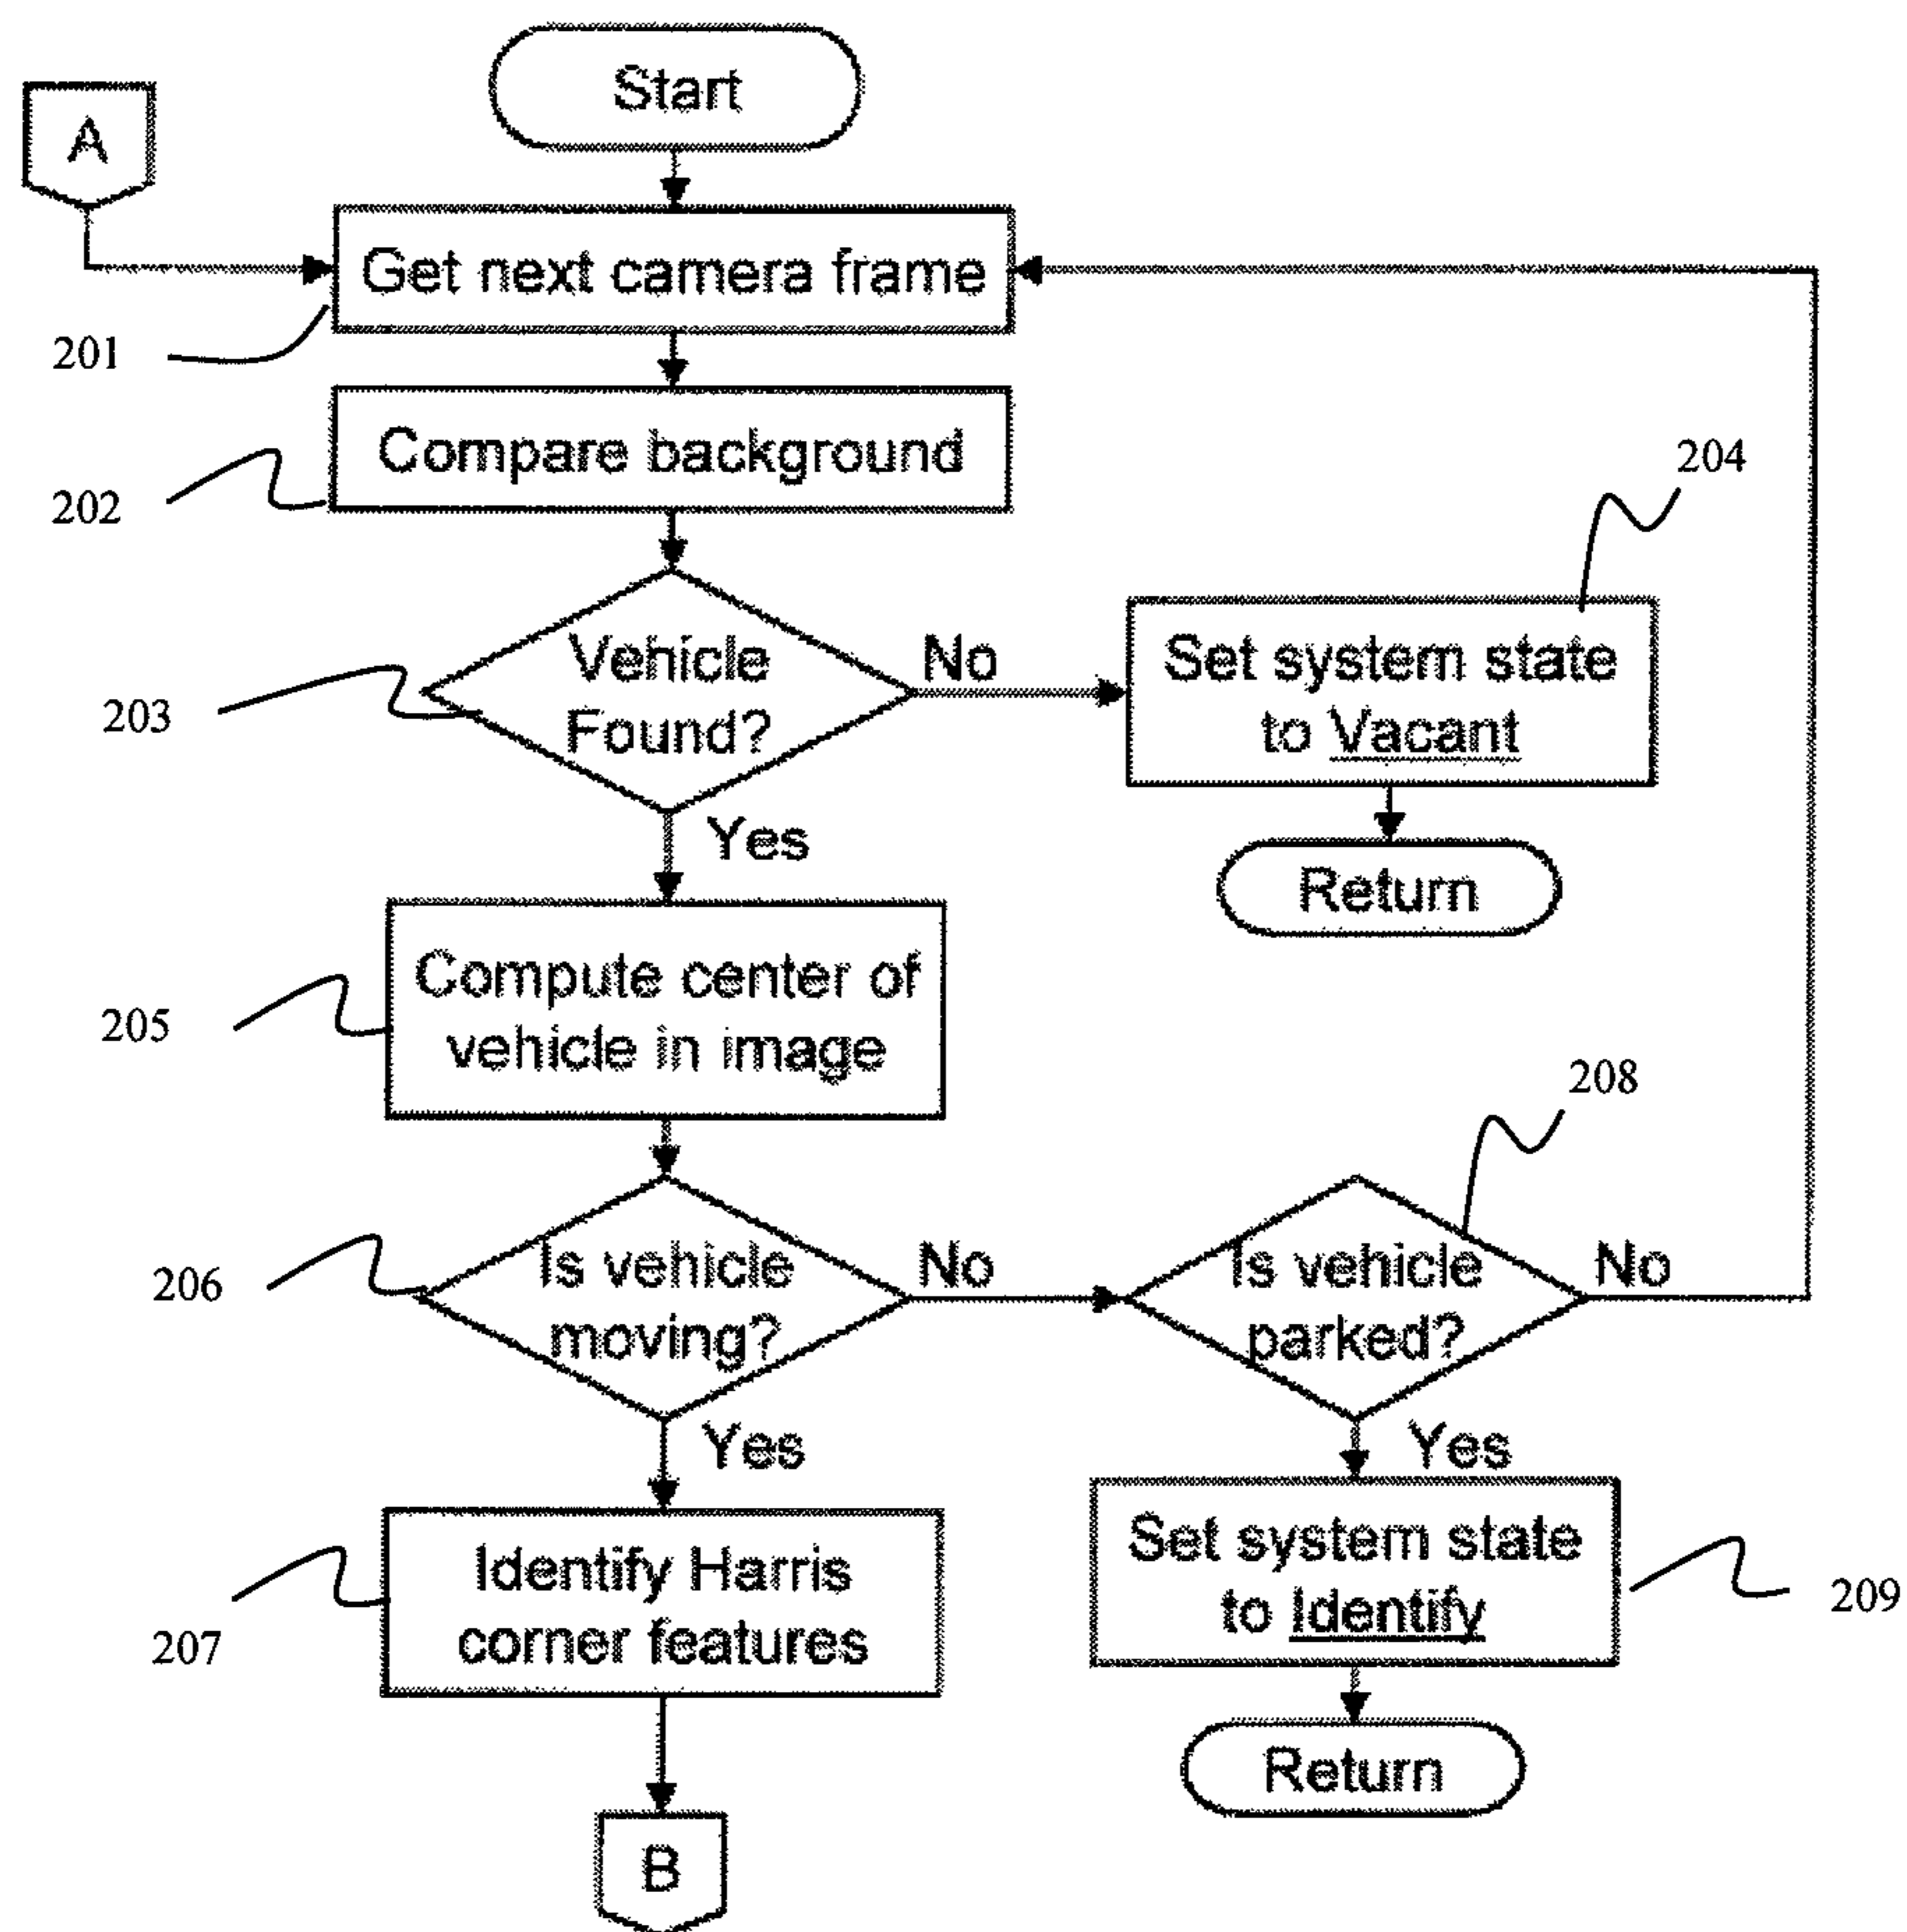 Start
A
Get next camera frame
201
Compare background
202
204
Vehicle
Found?
No
Set system state
to Vacant
203
Yes
Return
Compute center of
vehicle in image
205
208
Is vehicle
moving?
No
Is vehicle
parked?
No
206
Yes
Yes
Identify Harris
corner features
207
Set system state
to Identify
209
Return
B